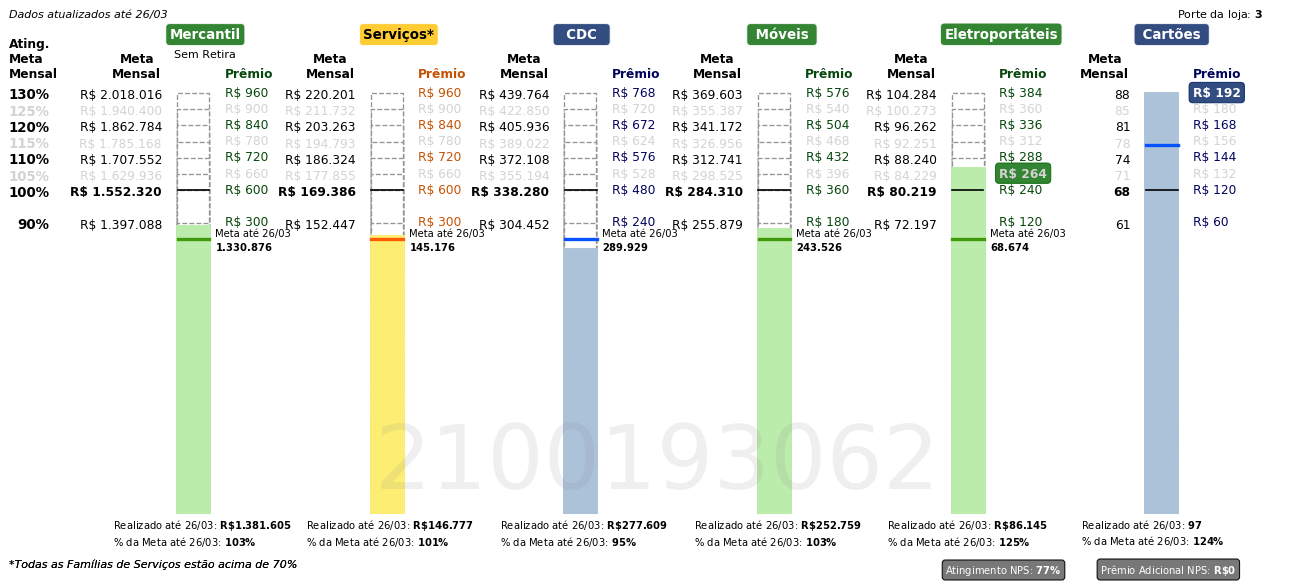 Dados atualizados até 26/03 Porte da loja: 3
Mercantil Serviços* CDC Móveis Eletroportáteis Cartões
Sem Retira
Ating. Meta Mensal Meta Mensal Prêmio Meta Mensal Prêmio Meta Mensal Prêmio Meta Mensal Prêmio Meta Mensal Prêmio Meta Mensal Prêmio
130% R$ 2.018.016 R$ 960 R$ 220.201 R$ 960 R$ 439.764 R$ 768 R$ 369.603 R$ 576 R$ 104.284 R$ 384 88 R$ 192
125% R$ 1.940.400 R$ 900 R$ 211.732 R$ 900 R$ 422.850 R$ 720 R$ 355.387 R$ 540 R$ 100.273 R$ 360 85 R$ 180
120% R$ 1.862.784 R$ 840 R$ 203.263 R$ 840 R$ 405.936 R$ 672 R$ 341.172 R$ 504 R$ 96.262 R$ 336 81 R$ 168
115% R$ 1.785.168 R$ 780 R$ 194.793 R$ 780 R$ 389.022 R$ 624 R$ 326.956 R$ 468 R$ 92.251 R$ 312 78 R$ 156
110% R$ 1.707.552 R$ 720 R$ 186.324 R$ 720 R$ 372.108 R$ 576 R$ 312.741 R$ 432 R$ 88.240 R$ 288 74 R$ 144
105% R$ 1.629.936 R$ 660 R$ 177.855 R$ 660 R$ 355.194 R$ 528 R$ 298.525 R$ 396 R$ 84.229 R$ 264 71 R$ 132
100% R$ 1.552.320 R$ 600 R$ 169.386 R$ 600 R$ 338.280 R$ 480 R$ 284.310 R$ 360 R$ 80.219 R$ 240 68 R$ 120
90% R$ 1.397.088 R$ 300 R$ 152.447 R$ 300 R$ 304.452 R$ 240 R$ 255.879 R$ 180 R$ 72.197 R$ 120 61 R$ 60
Meta até 26/03 Meta até 26/03 Meta até 26/03 Meta até 26/03 Meta até 26/03
1.330.876 145.176 289.929 243.526 68.674
2100193062
Realizado até 26/03: R$1.381.605 Realizado até 26/03: R$146.777 Realizado até 26/03: R$277.609 Realizado até 26/03: R$252.759 Realizado até 26/03: R$86.145 Realizado até 26/03: 97
% da Meta até 26/03: 103% % da Meta até 26/03: 101% % da Meta até 26/03: 95% % da Meta até 26/03: 103% % da Meta até 26/03: 125% % da Meta até 26/03: 124%
*Todas as Famílias de Serviços estão acima de 70% Atingimento NPS: 77% Prêmio Adicional NPS: R$0